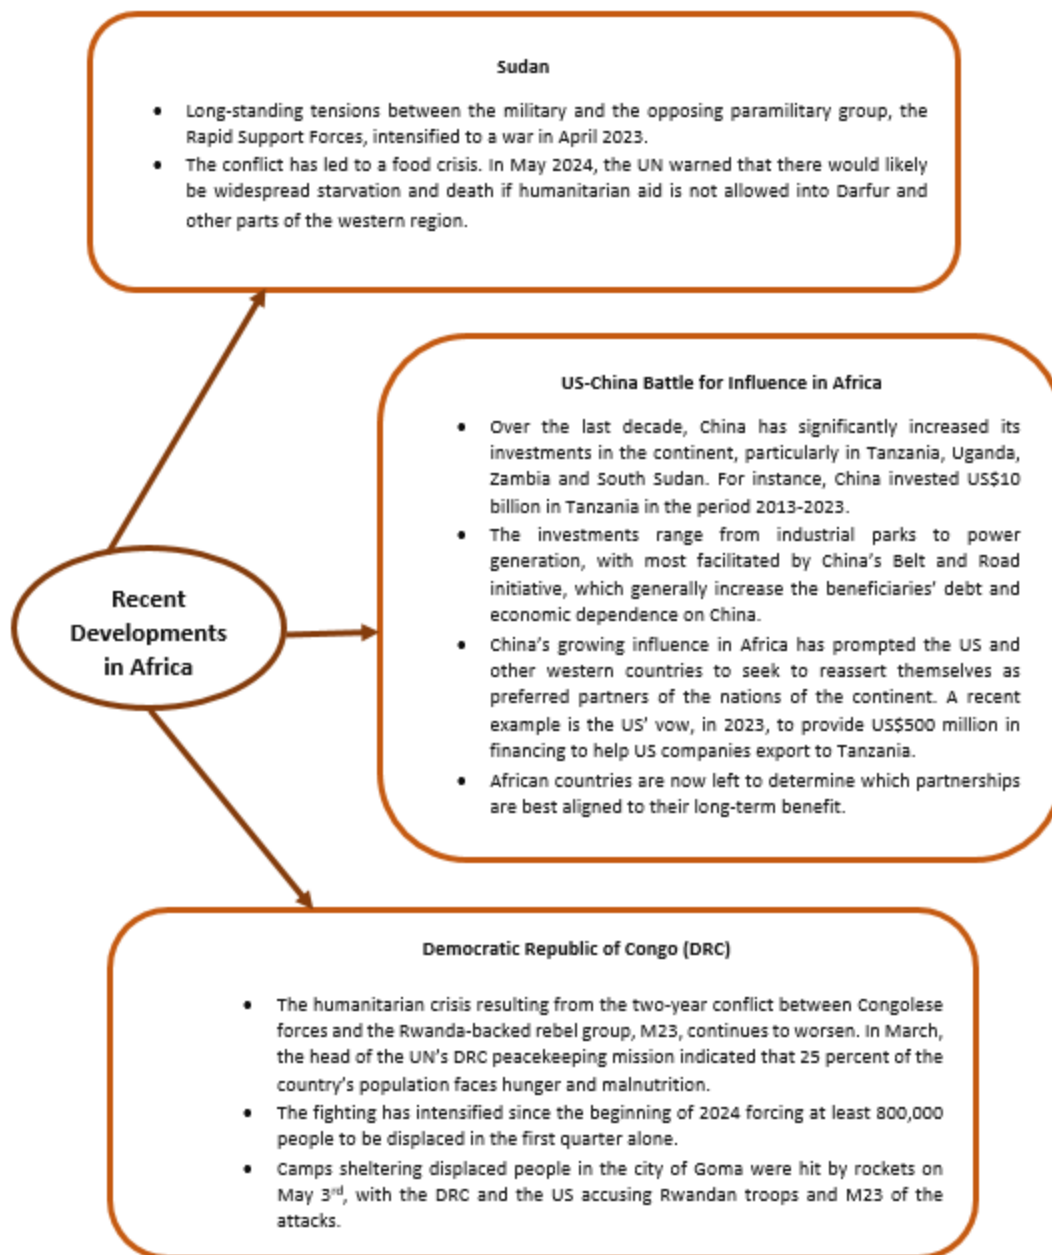 Sudan
• Long-standing tensions between the military and the opposing paramilitary group, the
Rapid Support Forces, intensified to a war in April 2023.
• The conflict has led to a food crisis. In May 2024, the UN warned that there would likely
be widespread starvation and death if humanitarian aid is not allowed into Darfur and
other parts of the western region.
US-China Battle for Influence in Africa
• Over the last decade, China has significantly increased its
investments in the continent, particularly in Tanzania, Uganda,
Zambia and South Sudan. For instance, China invested US$10
billion in Tanzania in the period 2013-2023.
• The investments range from industrial parks to power
generation, with most facilitated by China's Belt and Road
initiative, which generally increase the beneficiaries' debt and
economic dependence on China.
• China's growing influence in Africa has prompted the US and
other western countries to seek to reassert themselves as
preferred partners of the nations of the continent. A recent
example is the US' vow, in 2023, to provide US$500 million in
financing to help US companies export to Tanzania.
• African countries are now left to determine which partnerships
are best aligned to their long-term benefit.
Recent
Developments
in Africa
Democratic Republic of Congo (DRC)
• The humanitarian crisis resulting from the two-year conflict between Congolese
forces and the Rwanda-backed rebel group, M23, continues to worsen. In March,
the head of the UN's DRC peacekeeping mission indicated that 25 percent of the
country's population faces hunger and malnutrition.
• The fighting has intensified since the beginning of 2024 forcing at least 800,000
people to be displaced in the first quarter alone.
• Camps sheltering displaced people in the city of Goma were hit by rockets on
May 3rd, with the DRC and the US accusing Rwandan troops and M23 of the
attacks.